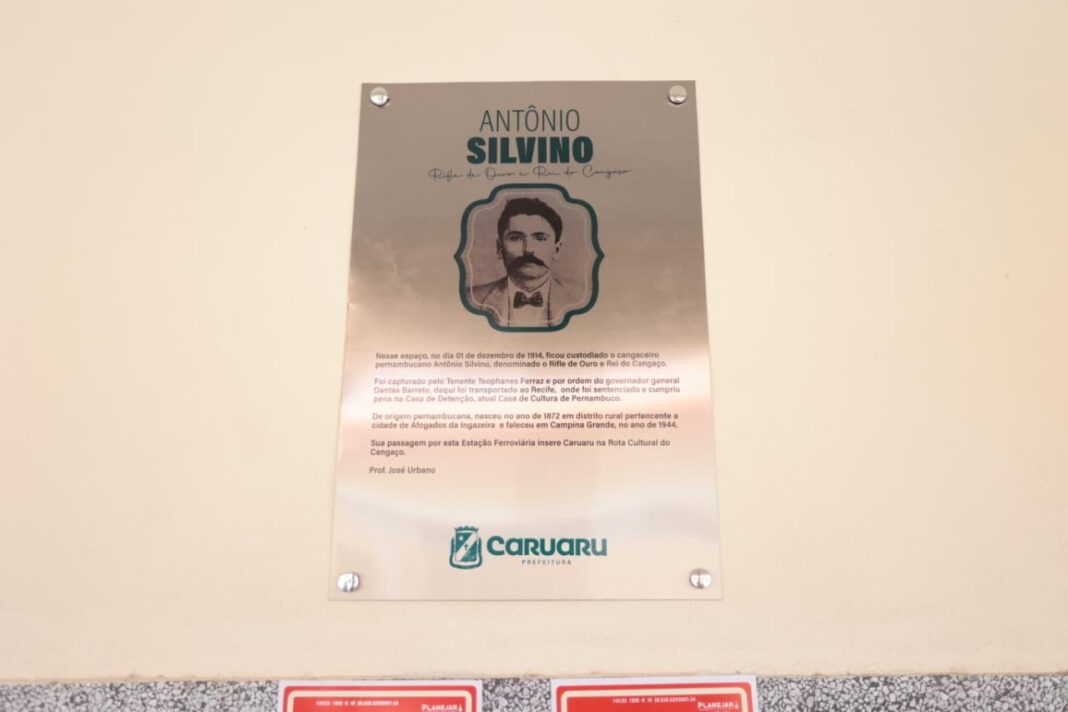 ANTÔNIO
SILVINO
Rifle de Ouro e Rei do Cangaço
Nesse espaço, no dia 01 de dezembro de 1914, ficou custodiado o cangaceiro
pernambucano Antônio Silvino, denominado o Rifle de Ouro e Rei do Cangaço.
Foi capturado pelo Tenente Teophanes Ferraz e por ordem do governador general
Dantas Barreto, daqui foi transportado ao Recife, onde foi sentenciado e cumpriu
pena na Casa de Detenção, atual Casa de Cultura de Pernambuco.
De origem pernambucana, nasceu no ano de 1872 em distrito rural pertencente a
cidade de Afogados da Ingazeira e faleceu em Campina Grande, no ano de 1944.
Sua passagem por esta Estação Ferroviária insere Caruaru na Rota Cultural do
Cangaço.
Prof. José Urbano
CARUARU
PREFEITURA
PLANEJAR
PLANEJAR